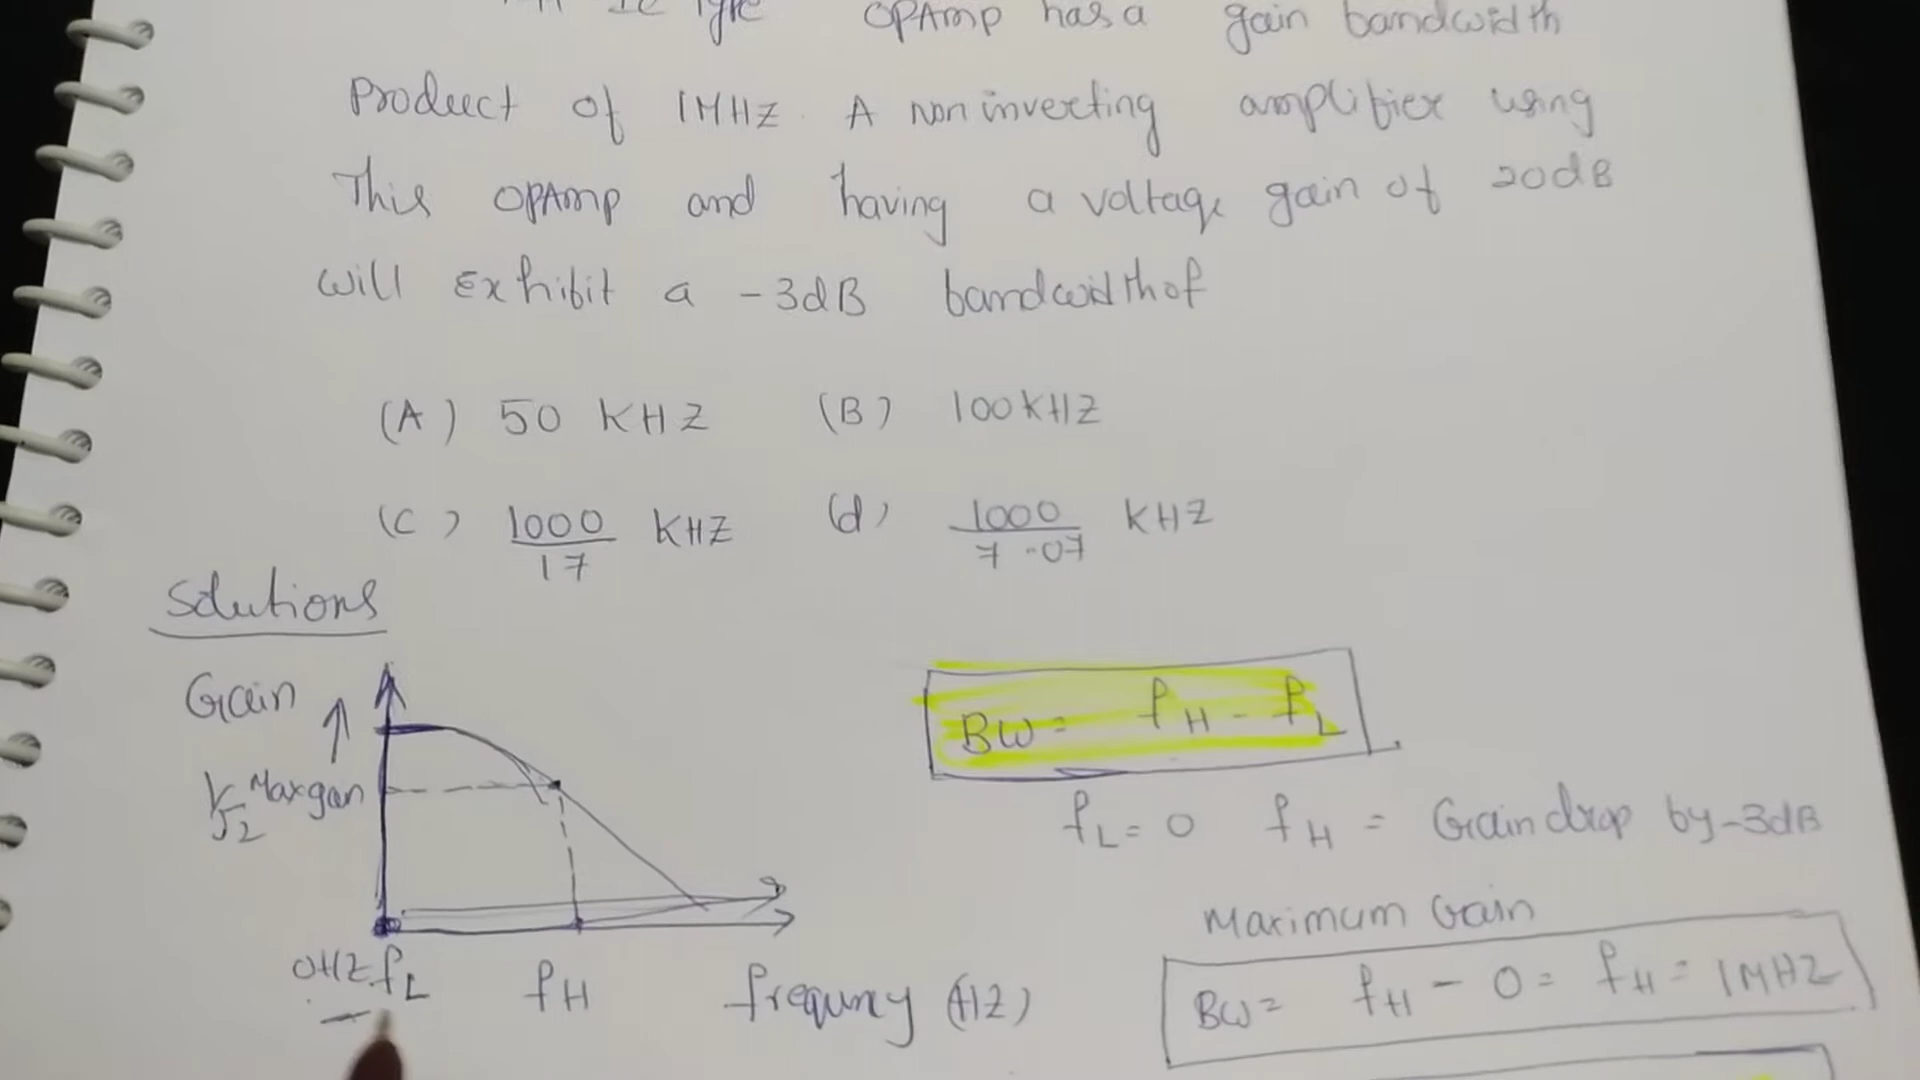 OPAmp has a gain bandwidth
Product of 1MHZ. A non inverting amplifier using
This OPAmp and having a voltage gain of 20dB
will Exhibit a -3dB bandwidth of
(A) 50 KHZ (B) 100KHZ
(C) 1000/17 KHZ (d) 1000/7.07 KHZ
Solutions
Gain
1/√2 Max gan
0HZ fL fH frequncy (HZ)
BW = fH - fL
fL = 0 fH = Gain drop by -3dB
Maximum Gain
BW = fH - 0 = fH = 1MHZ